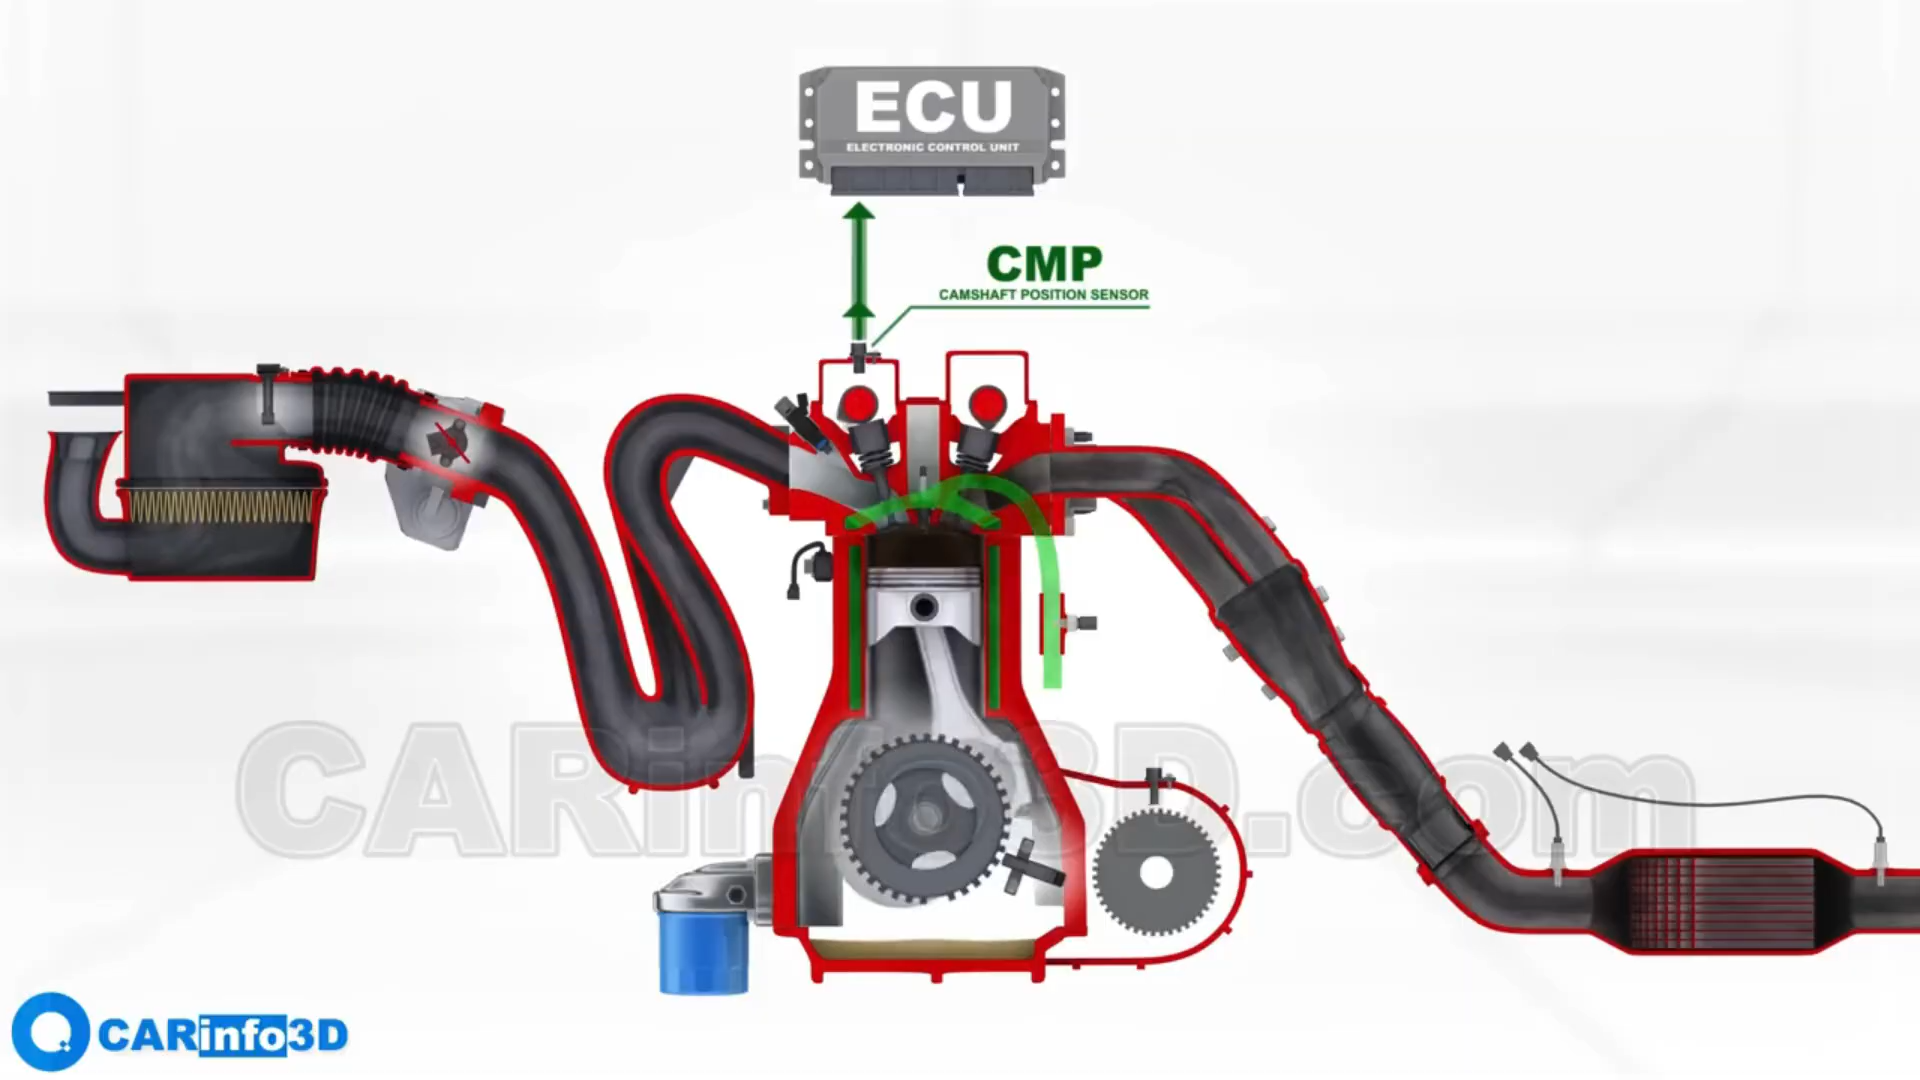 ECU
ELECTRONIC CONTROL UNIT
CMP
CAMSHAFT POSITION SENSOR
CARinfo3D.com
CARinfo3D